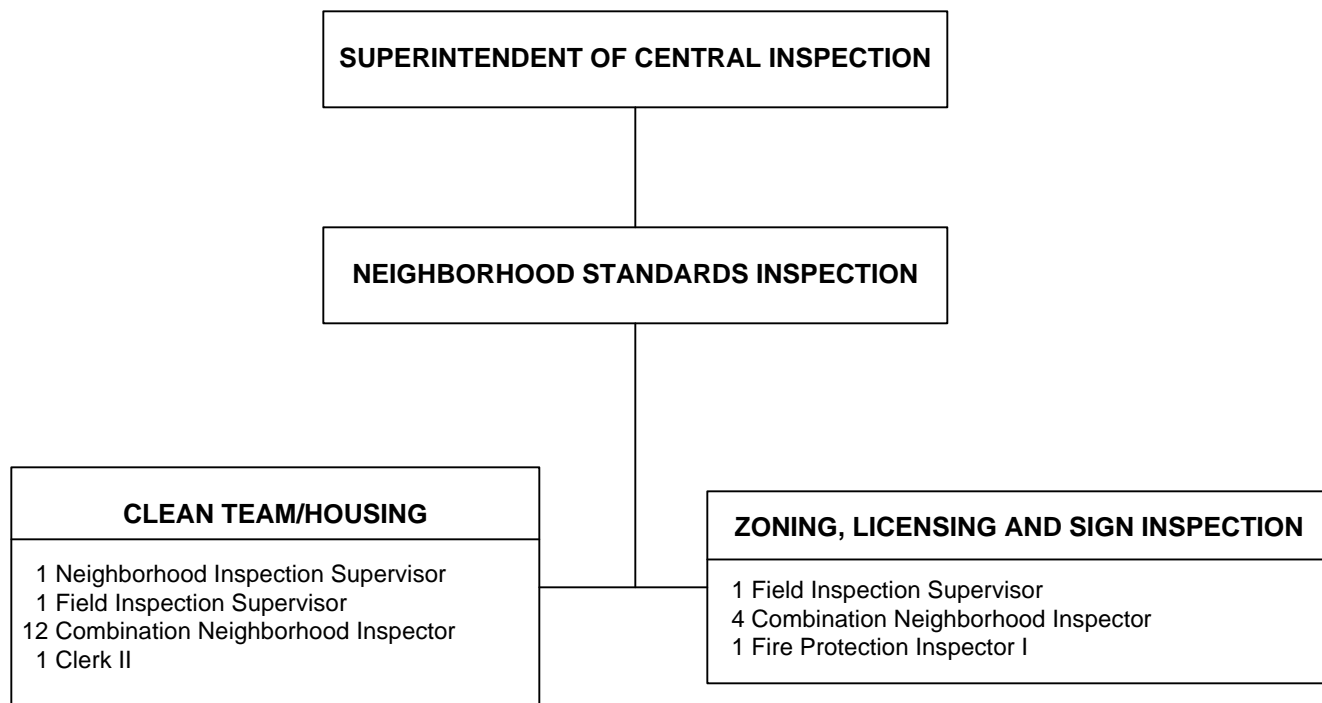 SUPERINTENDENT OF CENTRAL INSPECTION
NEIGHBORHOOD STANDARDS INSPECTION
CLEAN TEAM/HOUSING
1 Neighborhood Inspection Supervisor
1 Field Inspection Supervisor
12 Combination Neighborhood Inspector
1 Clerk II
ZONING, LICENSING AND SIGN INSPECTION
1 Field Inspection Supervisor
4 Combination Neighborhood Inspector
1 Fire Protection Inspector I